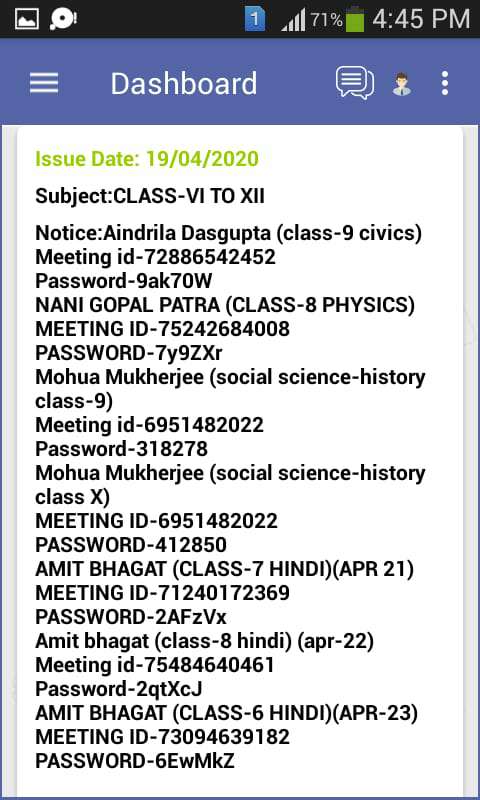 1 71% 4:45 PM
Dashboard
Issue Date: 19/04/2020
Subject:CLASS-VI TO XII
Notice:Aindrila Dasgupta (class-9 civics)
Meeting id-72886542452
Password-9ak70W
NANI GOPAL PATRA (CLASS-8 PHYSICS)
MEETING ID-75242684008
PASSWORD-7y9ZXr
Mohua Mukherjee (social science-history
class-9)
Meeting id-6951482022
Password-318278
Mohua Mukherjee (social science-history
class X)
MEETING ID-6951482022
PASSWORD-412850
AMIT BHAGAT (CLASS-7 HINDI)(APR 21)
MEETING ID-71240172369
PASSWORD-2AFzVx
Amit bhagat (class-8 hindi) (apr-22)
Meeting id-75484640461
Password-2qtXcJ
AMIT BHAGAT (CLASS-6 HINDI)(APR-23)
MEETING ID-73094639182
PASSWORD-6EwMkZ